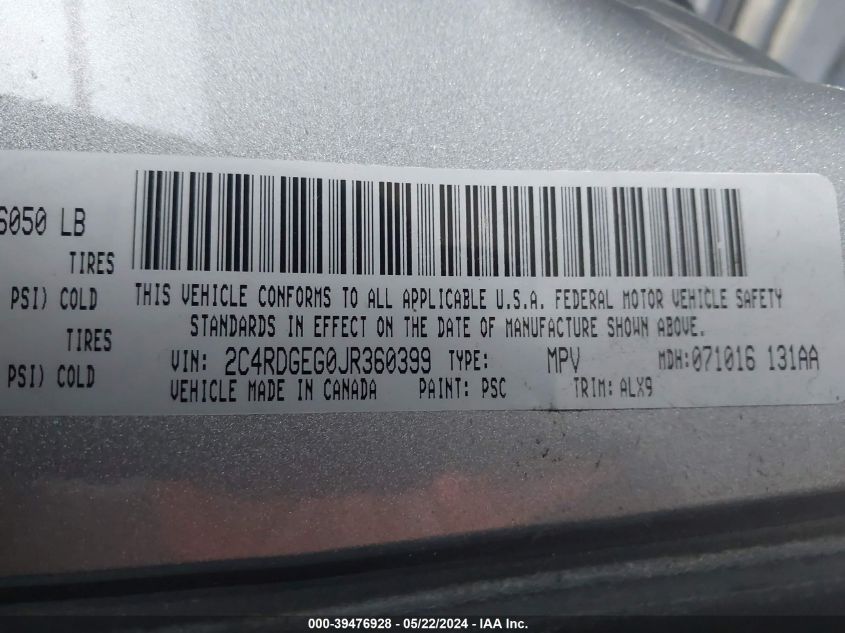 6050 LB
TIRES
PSI) COLD
TIRES
PSI) COLD
THIS VEHICLE CONFORMS TO ALL APPLICABLE U.S.A. FEDERAL MOTOR VEHICLE SAFETY
STANDARDS IN EFFECT ON THE DATE OF MANUFACTURE SHOWN ABOVE.
VIN: 2C4RDGEG0JR360399 TYPE: MPV MDH:071016 131AA
VEHICLE MADE IN CANADA PAINT: PSC TRIM: ALX9
000-39476928 - 05/22/2024 - IAA Inc.